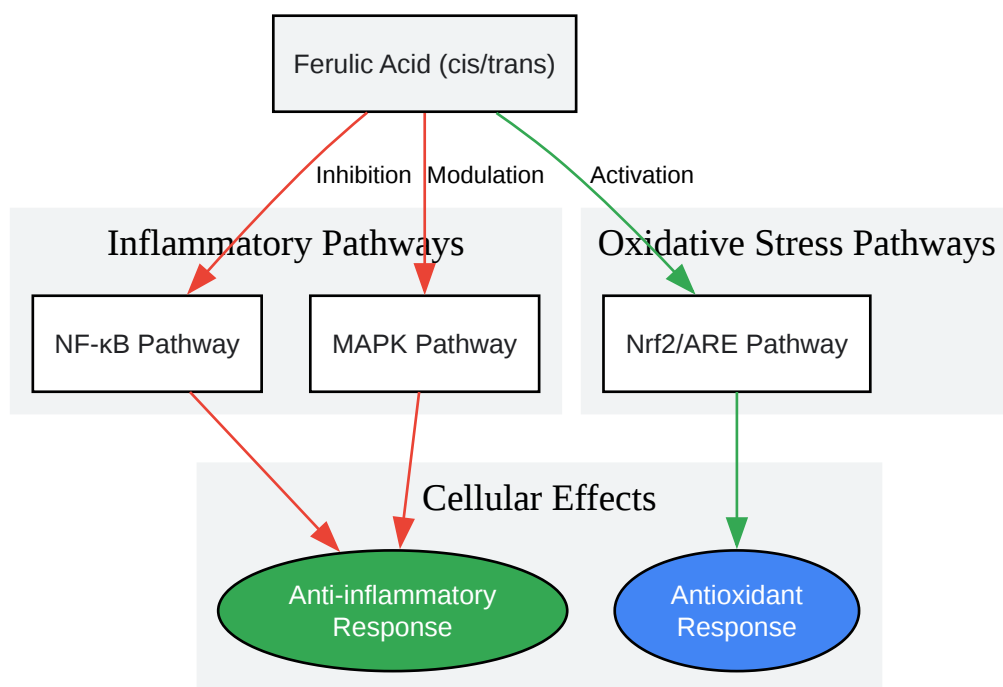 Ferulic Acid (cis/trans)
Inhibition
Modulation
Activation
Inflammatory Pathways
Oxidative Stress Pathways
NF-κB Pathway
MAPK Pathway
Nrf2/ARE Pathway
Cellular Effects
Anti-inflammatory
Response
Antioxidant
Response